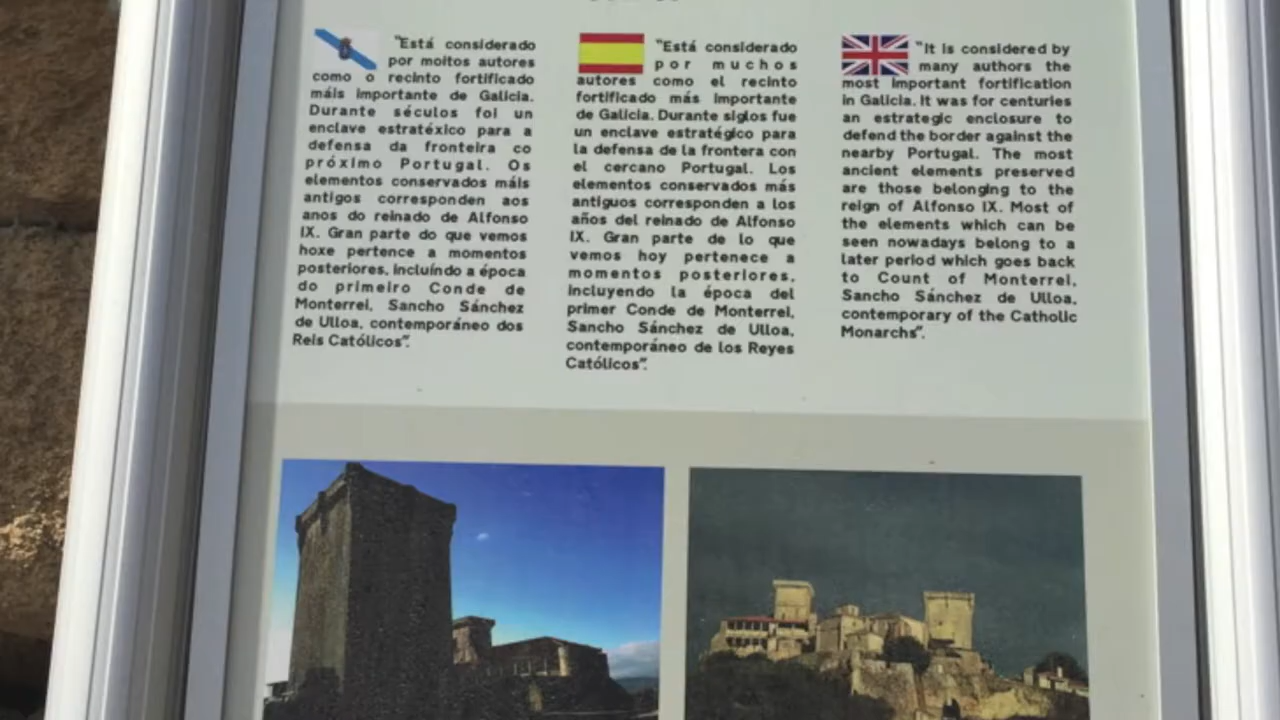 "Está considerado
por moitos autores
como o recinto fortificado
máis importante de Galicia.
Durante séculos foi un
enclave estratéxico para a
defensa da fronteira co
próximo Portugal. Os
elementos conservados máis
antigos corresponden aos
anos do reinado de Alfonso
IX. Gran parte do que vemos
hoxe pertence a momentos
posteriores, incluíndo a época
do primeiro Conde de
Monterrei, Sancho Sánchez
de Ulloa, contemporáneo dos
Reis Católicos".
"Está considerado
por muchos
autores como el recinto
fortificado más importante
de Galicia. Durante siglos fue
un enclave estratégico para
la defensa de la frontera con
el cercano Portugal. Los
elementos conservados más
antiguos corresponden a los
años del reinado de Alfonso
IX. Gran parte de lo que
vemos hoy pertenece a
momentos posteriores,
incluyendo la época del
primer Conde de Monterrei,
Sancho Sánchez de Ulloa,
contemporáneo de los Reyes
Católicos".
"It is considered by
many authors the
most important fortification
in Galicia. It was for centuries
an estrategic enclosure to
defend the border against the
nearby Portugal. The most
ancient elements preserved
are those belonging to the
reign of Alfonso IX. Most of
the elements which can be
seen nowadays belong to a
later period which goes back
to Count of Monterrei,
Sancho Sánchez de Ulloa,
contemporary of the Catholic
Monarchs".